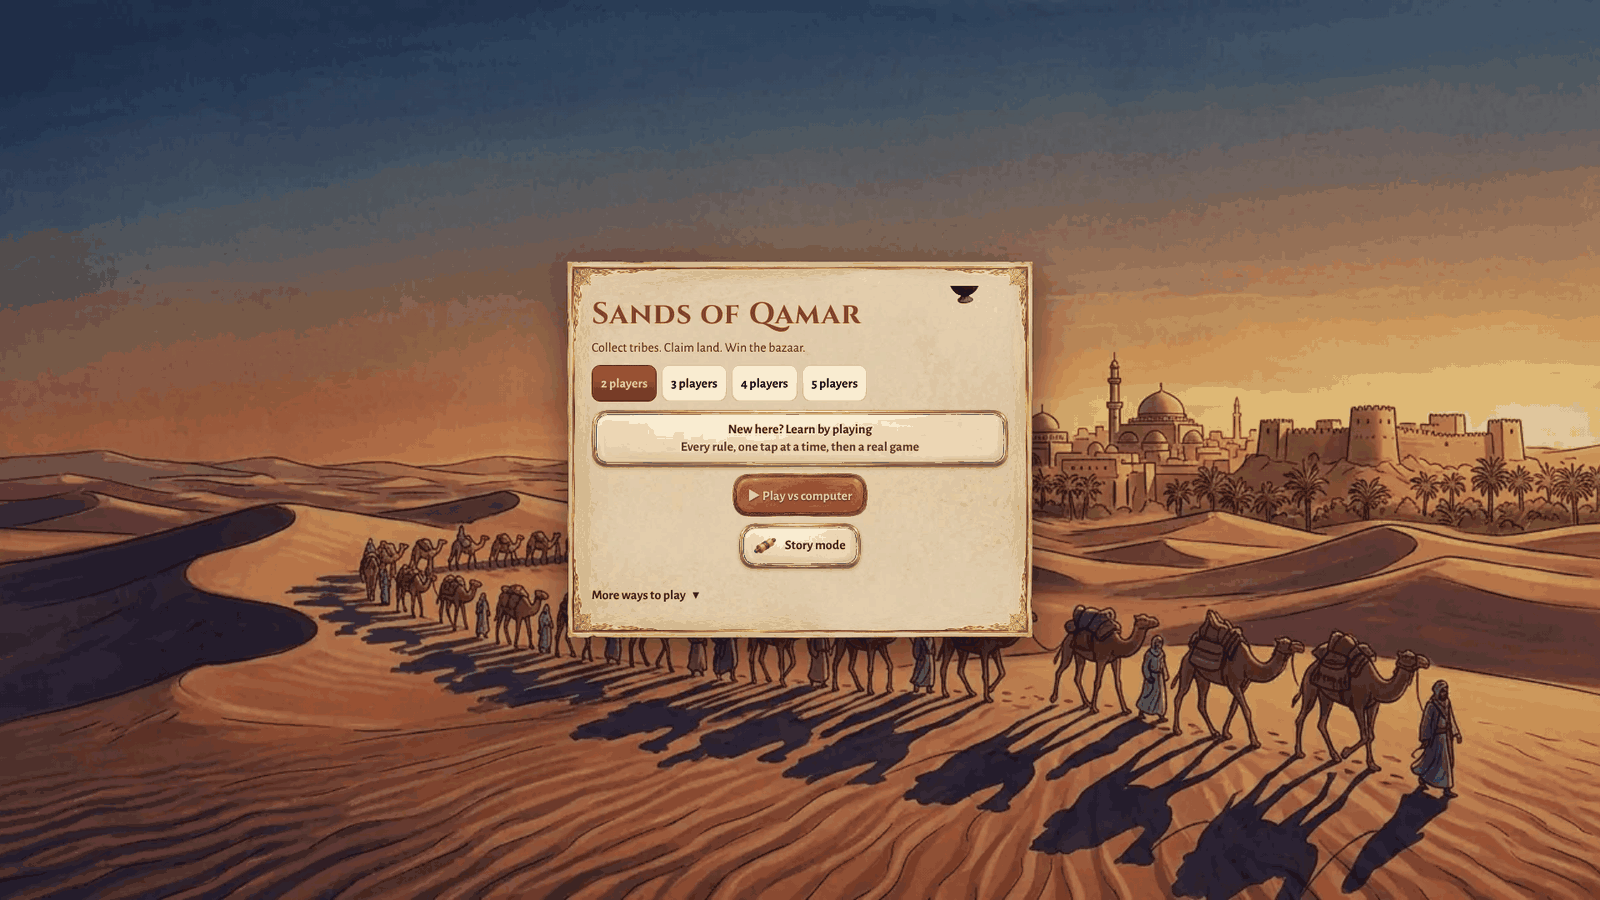 Sands of Qamar
Collect tribes. Claim land. Win the bazaar.
2 players
3 players
4 players
5 players
New here? Learn by playing
Every rule, one tap at a time, then a real game
▶ Play vs computer
Story mode
More ways to play ▼